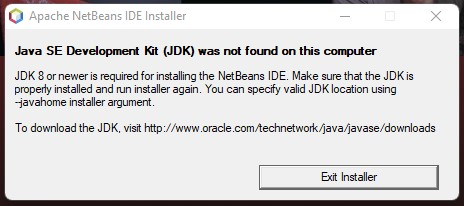 Apache NetBeans IDE Installer
Java SE Development Kit (JDK) was not found on this computer
JDK 8 or newer is required for installing the NetBeans IDE. Make sure that the JDK is
properly installed and run installer again. You can specify valid JDK location using
--javahome installer argument.
To download the JDK, visit http://www.oracle.com/technetwork/java/javase/downloads
Exit Installer